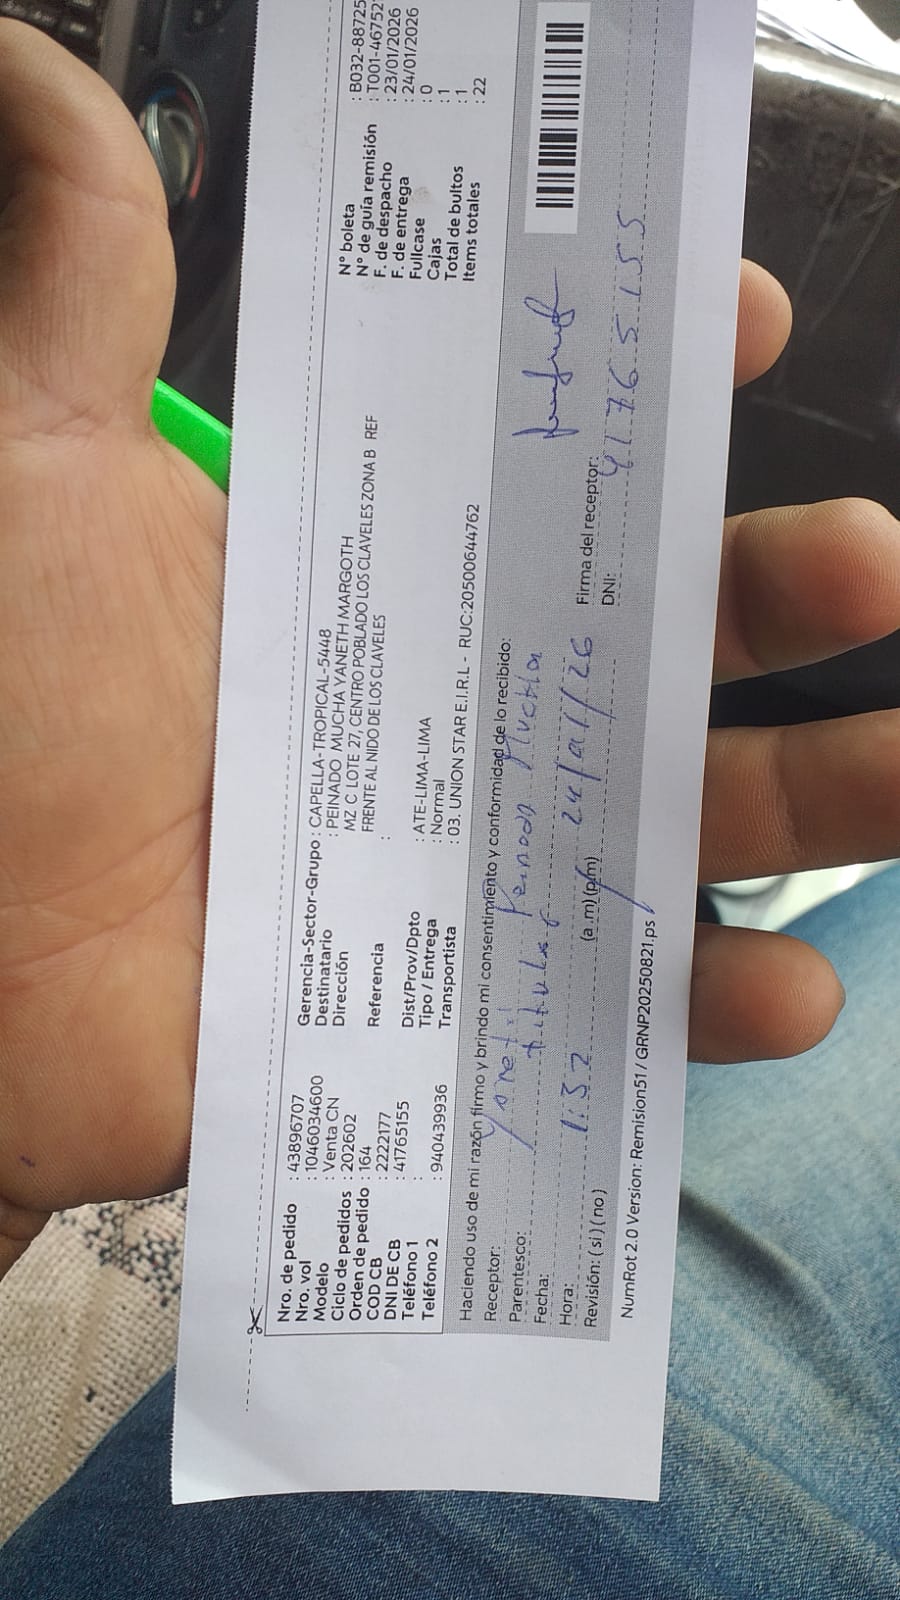 Nro. de pedido : 43896707
Nro. vol : 1046034600
Modelo : Venta CN
Ciclo de pedidos : 202602
Orden de pedido : 164
COD CB : 2222177
DNI DE CB : 41765155
Teléfono 1 :
Teléfono 2 : 940439936
Gerencia-Sector-Grupo : CAPELLA-TROPICAL-5448
Destinatario : PEINADO MUCHA YANETH MARGOTH
Dirección MZ C LOTE 27, CENTRO POBLADO LOS CLAVELES ZONA B REF
FRENTE AL NIDO DE LOS CLAVELES
Referencia :
Dist/Prov/Dpto : ATE-LIMA-LIMA
Tipo / Entrega : Normal
Transportista : 03. UNION STAR E.I.R.L - RUC:20500644762
N° boleta : B032-88725
N° de guía remisión : T001-46752
F. de despacho : 23/01/2026
F. de entrega : 24/01/2026
Fullcase : 0
Cajas : 1
Total de bultos : 1
Items totales : 22
Haciendo uso de mi razón firmo y brindo mi consentimiento y conformidad de lo recibido:
Receptor: Mucha
Parentesco: titular
Fecha: 24/01/26
Hora: 1:32 (a.m) (p.m)
Revisión: ( si ) ( no )
Firma del receptor:
DNI: 41765155
NumRot 2.0 Version: Remision51 / GRNP20250821.ps